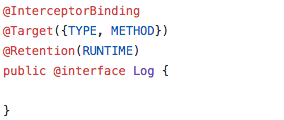 @InterceptorBinding
@Target({TYPE, METHOD})
@Retention(RUNTIME)
public @interface Log {
}